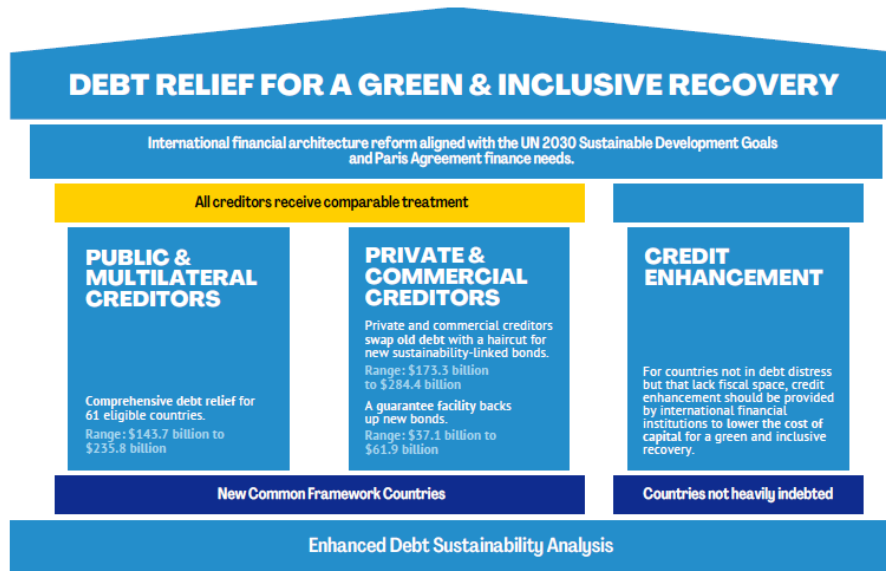 DEBT RELIEF FOR A GREEN & INCLUSIVE RECOVERY
International financial architecture reform aligned with the UN 2030 Sustainable Development Goals
and Paris Agreement finance needs.
All creditors receive comparable treatment
PUBLIC &
MULTILATERAL
CREDITORS
Comprehensive debt relief for
61 eligible countries.
Range: $143.7 billion to
$235.8 billion
PRIVATE &
COMMERCIAL
CREDITORS
Private and commercial creditors
swap old debt with a haircut for
new sustainability-linked bonds.
Range: $173.3 billion
to $284.4 billion
A guarantee facility backs
up new bonds.
Range: $37.1 billion to
$61.9 billion
CREDIT
ENHANCEMENT
For countries not in debt distress
but that lack fiscal space, credit
enhancement should be provided
by international financial
institutions to lower the cost of
capital for a green and inclusive
recovery.
New Common Framework Countries
Countries not heavily indebted
Enhanced Debt Sustainability Analysis